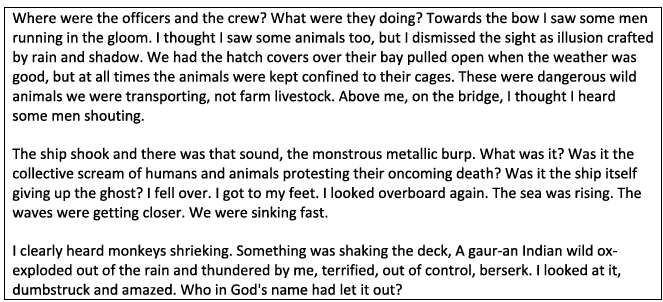 Where were the officers and the crew? What were they doing? Towards the bow I saw some men
running in the gloom. I thought I saw some animals too, but I dismissed the sight as illusion crafted
by rain and shadow. We had the hatch covers over their bay pulled open when the weather was
good, but at all times the animals were kept confined to their cages. These were dangerous wild
animals we were transporting, not farm livestock. Above me, on the bridge, I thought I heard
some men shouting.

The ship shook and there was that sound, the monstrous metallic burp. What was it? Was it the
collective scream of humans and animals protesting their oncoming death? Was it the ship itself
giving up the ghost? I fell over. I got to my feet. I looked overboard again. The sea was rising. The
waves were getting closer. We were sinking fast.

I clearly heard monkeys shrieking. Something was shaking the deck, A gaur-an Indian wild ox-
exploded out of the rain and thundered by me, terrified, out of control, berserk. I looked at it,
dumbstruck and amazed. Who in God's name had let it out?